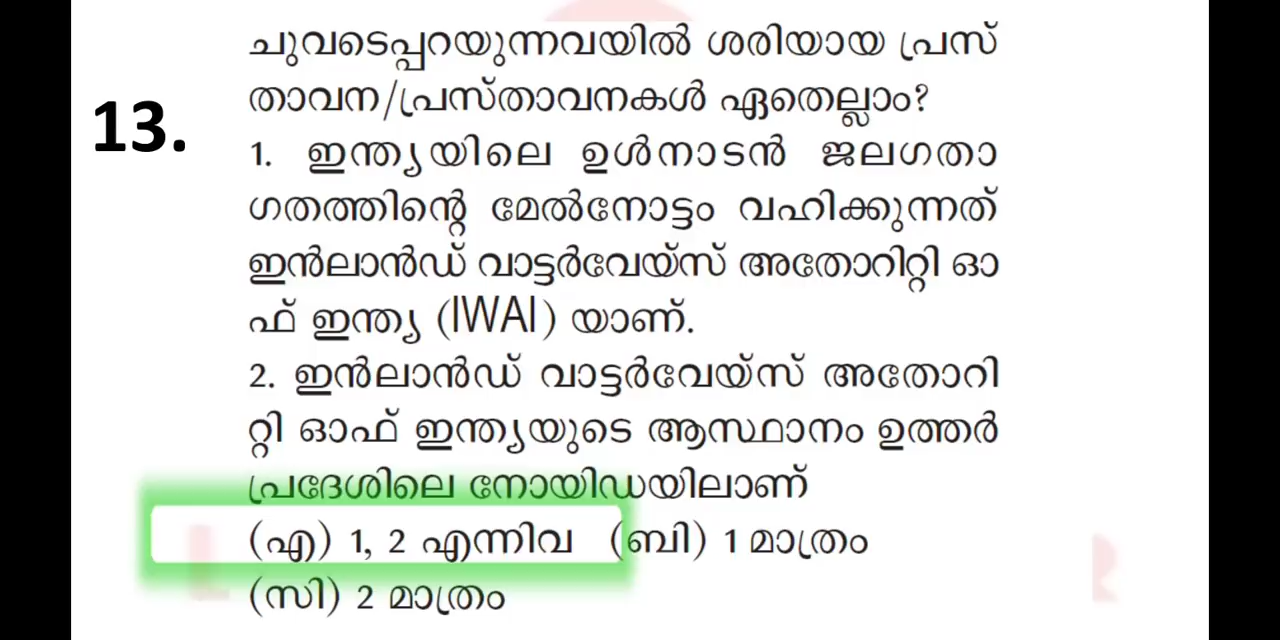 ചുവടെപ്പറയുന്നവയിൽ ശരിയായ പ്രസ്
13. താവന/പ്രസ്താവനകൾ ഏതെല്ലാം?
1. ഇന്ത്യയിലെ ഉൾനാടൻ ജലഗതാ
ഗതത്തിന്റെ മേൽനോട്ടം വഹിക്കുന്നത്
ഇൻലാൻഡ് വാട്ടർവേയ്സ് അതോറിറ്റി ഓ
ഫ് ഇന്ത്യ (IWAI) യാണ്.
2. ഇൻലാൻഡ് വാട്ടർവേയ്സ് അതോറി
റ്റി ഓഫ് ഇന്ത്യയുടെ ആസ്ഥാനം ഉത്തർ
പ്രദേശിലെ നോയിഡയിലാണ്
(എ) 1, 2 എന്നിവ (ബി) 1 മാത്രം
(സി) 2 മാത്രം